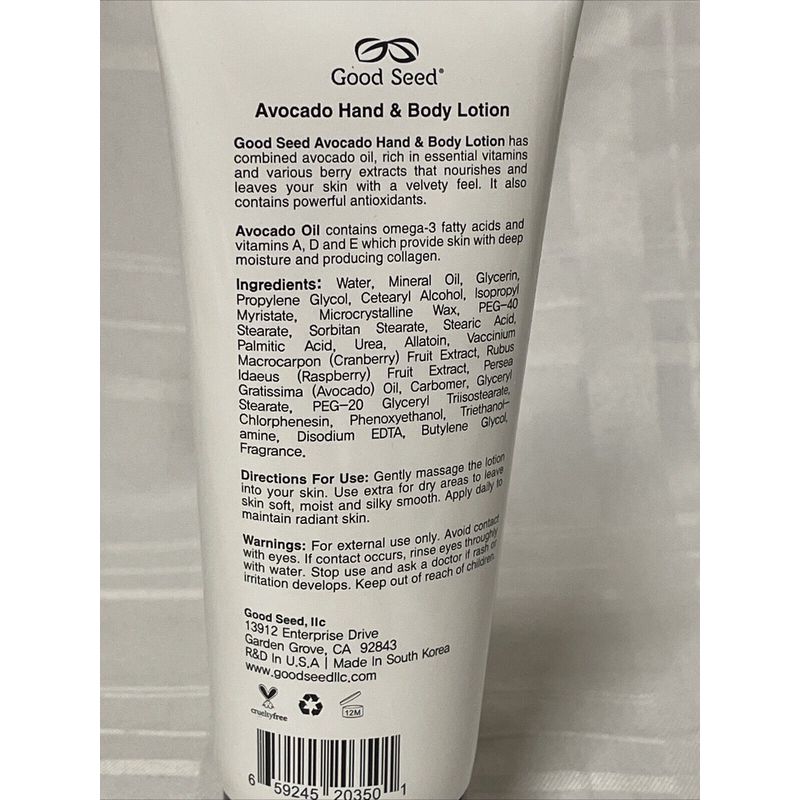 Good Seed®
Avocado Hand & Body Lotion
Good Seed Avocado Hand & Body Lotion has
combined avocado oil, rich in essential vitamins
and various berry extracts that nourishes and
leaves your skin with a velvety feel. It also
contains powerful antioxidants.
Avocado Oil contains omega-3 fatty acids and
vitamins A, D and E which provide skin with deep
moisture and producing collagen.
Ingredients: Water, Mineral Oil, Glycerin,
Propylene Glycol, Cetearyl Alcohol, Isopropyl
Myristate, Microcrystalline Wax, PEG-40
Stearate, Sorbitan Stearate, Stearic Acid,
Palmitic Acid, Urea, Allatoin, Vaccinium
Macrocarpon (Cranberry) Fruit Extract, Rubus
Idaeus (Raspberry) Fruit Extract, Persea
Gratissima (Avocado) Oil, Carbomer, Glyceryl
Stearate, PEG-20 Glyceryl Triisostearate,
Chlorphenesin, Phenoxyethanol, Triethanol-
amine, Disodium EDTA, Butylene Glycol,
Fragrance.
Directions For Use: Gently massage the lotion
into your skin. Use extra for dry areas to leave
skin soft, moist and silky smooth. Apply daily to
maintain radiant skin.
Warnings: For external use only. Avoid contact
with eyes. If contact occurs, rinse eyes throughly
with water. Stop use and ask a doctor if rash or
irritation develops. Keep out of reach of children.
Good Seed, llc
13912 Enterprise Drive
Garden Grove, CA 92843
R&D In U.S.A | Made In South Korea
www.goodseedllc.com
crueltyfree
12M
6 59245 20350 1